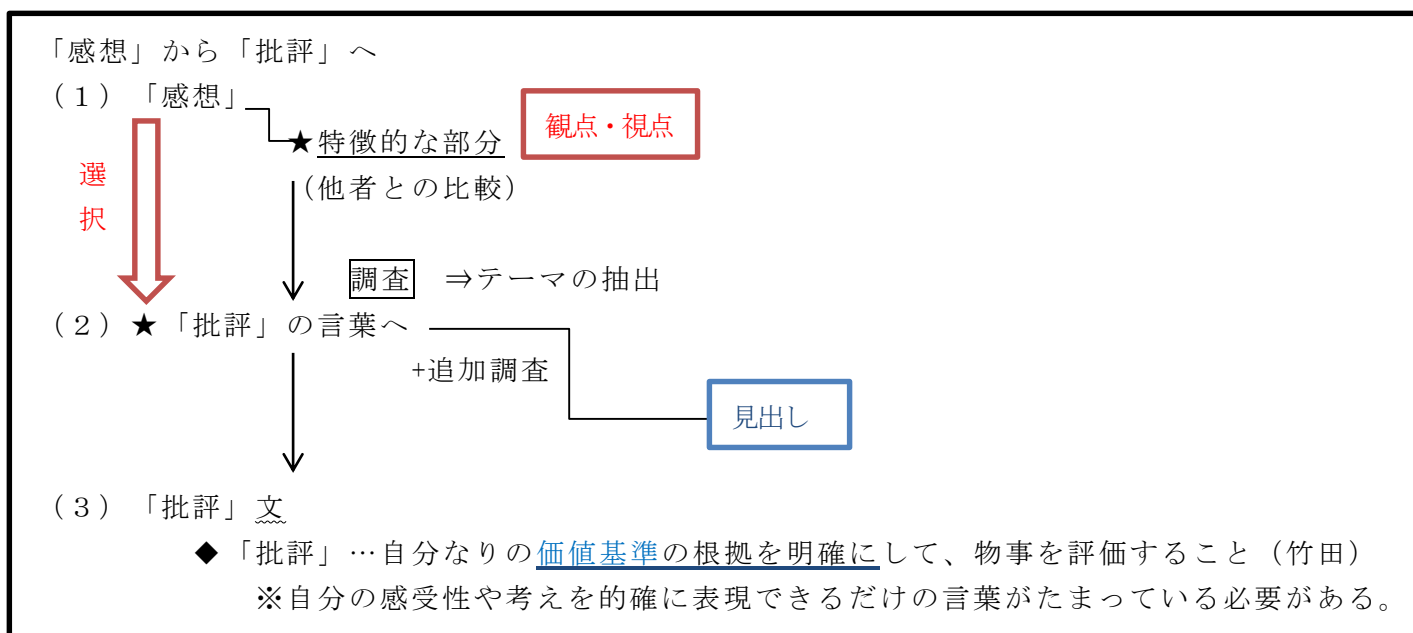 「感想」から「批評」へ
（１）「感想」
観点・視点
★特徴的な部分
選択
(他者との比較)
調査 ⇒テーマの抽出
（２）★「批評」の言葉へ
+追加調査
見出し
（３）「批評」文
◆「批評」…自分なりの価値基準の根拠を明確にして、物事を評価すること（竹田）
※自分の感受性や考えを的確に表現できるだけの言葉がたまっている必要がある。